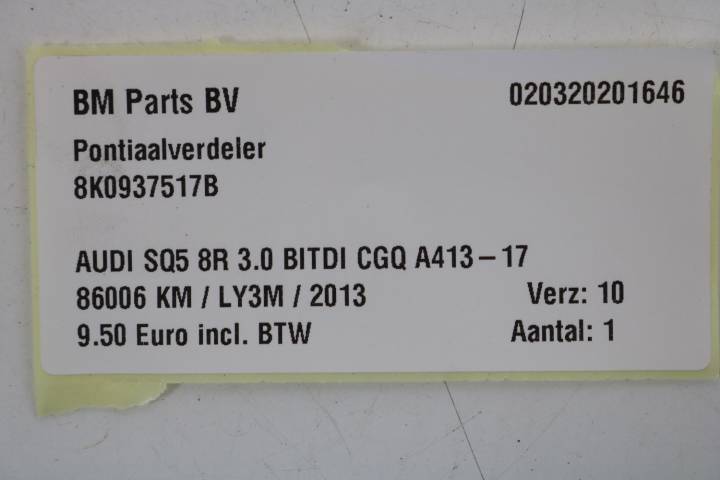 BM Parts BV 020320201646
Pontiaalverdeler
8K0937517B
AUDI SQ5 8R 3.0 BITDI CGQ A413-17
86006 KM / LY3M / 2013 Verz: 10
9.50 Euro incl. BTW Aantal: 1